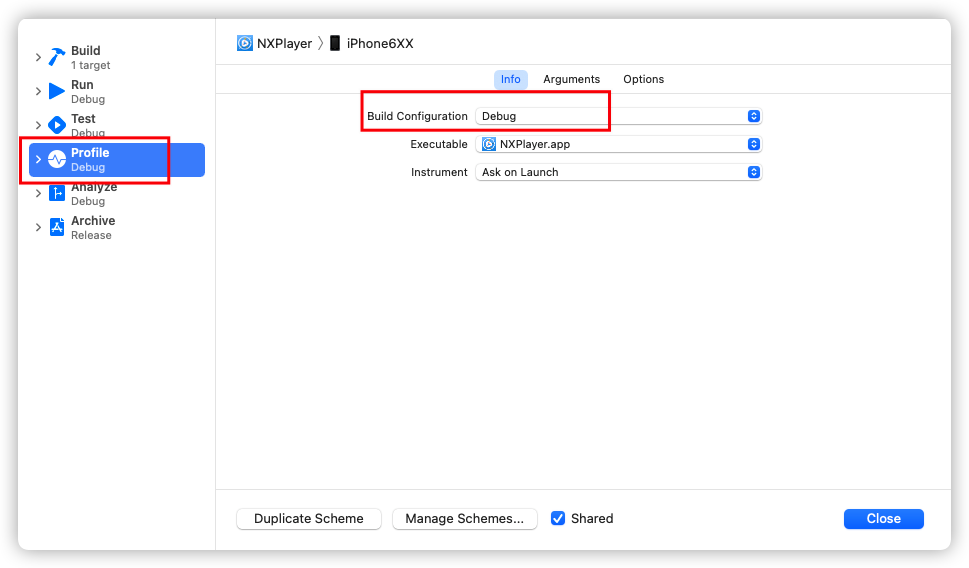 Build
1 target
Run
Debug
Test
Debug
Profile
Debug
Analyze
Debug
Archive
Release
NXPlayer 〉 iPhone6XX
Info Arguments Options
Build Configuration Debug
Executable NXPlayer.app
Instrument Ask on Launch
Duplicate Scheme Manage Schemes... Shared Close